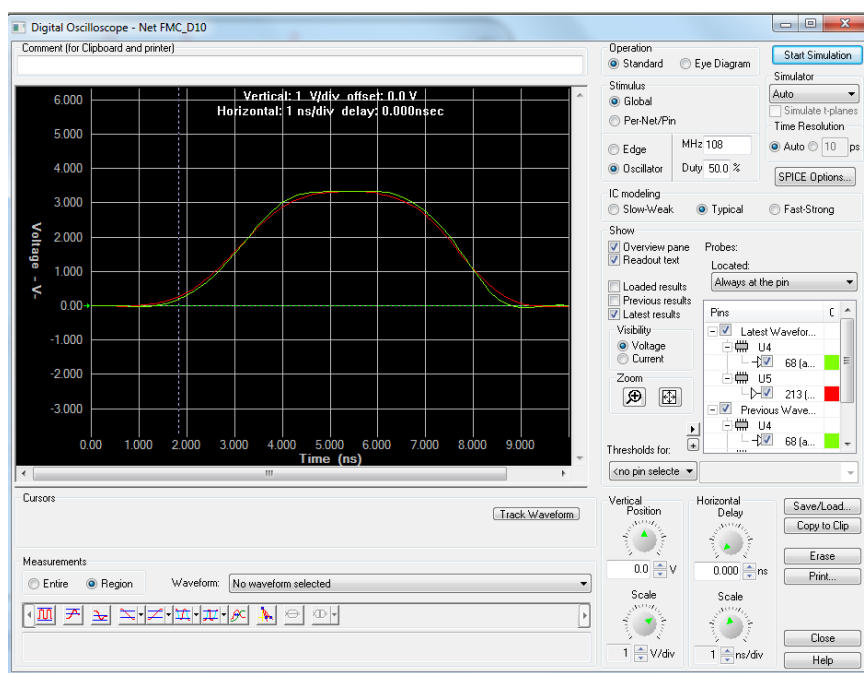 Digital Oscilloscope - Net FMC_D10
Comment (for Clipboard and printer)
Vertical: 1 V/div offset: 0.0 V
Horizontal: 1 ns/div delay: 0.000nsec
6.000
5.000
4.000
3.000
2.000
1.000
0.00
-1.000
-2.000
-3.000
Voltage - V-
0.00 1.000 2.000 3.000 4.000 5.000 6.000 7.000 8.000 9.000
Time (ns)
Cursors
Track Waveform
Measurements
Entire Region Waveform: No waveform selected
Operation
Standard Eye Diagram
Start Simulation
Stimulus
Global
Per-Net/Pin
Simulator
Auto
Simulate t-planes
Time Resolution
Auto 10 ps
Edge MHz 108
Oscillator Duty 50.0 %
SPICE Options...
IC modeling
Slow-Weak Typical Fast-Strong
Show
Overview pane
Readout text
Loaded results
Previous results
Latest results
Visibility
Voltage
Current
Zoom
Probes:
Located:
Always at the pin
Pins C
Latest Wavefor...
U4
68 (a...
U5
213 (...
Previous Wave...
U4
68 (a...
Thresholds for:
<no pin selecte
Vertical
Position
0.0 V
Scale
1 V/div
Horizontal
Delay
0.000 ns
Scale
1 ns/div
Save/Load...
Copy to Clip
Erase
Print...
Close
Help